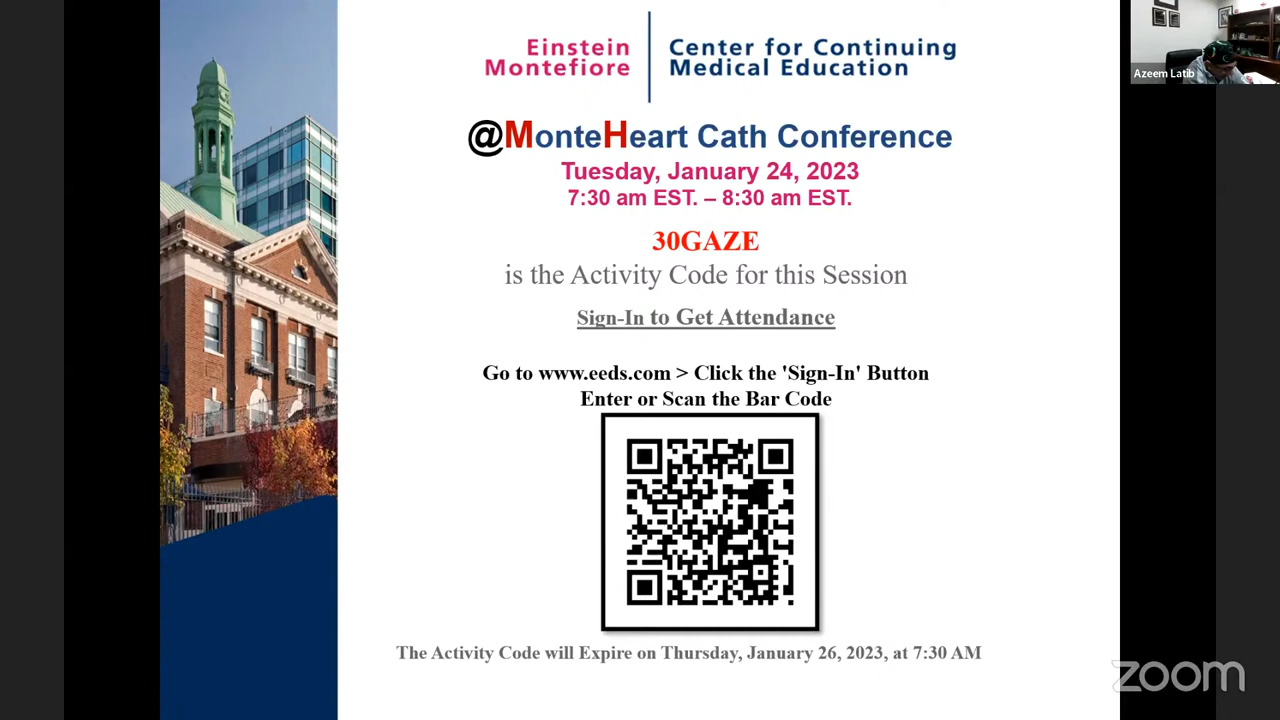 Einstein
Montefiore
Center for Continuing
Medical Education
@MonteHeart Cath Conference
Tuesday, January 24, 2023
7:30 am EST. – 8:30 am EST.
30GAZE
is the Activity Code for this Session
Sign-In to Get Attendance
Go to www.eeds.com > Click the 'Sign-In' Button
Enter or Scan the Bar Code
The Activity Code will Expire on Thursday, January 26, 2023, at 7:30 AM
Azeem Latib
zoom